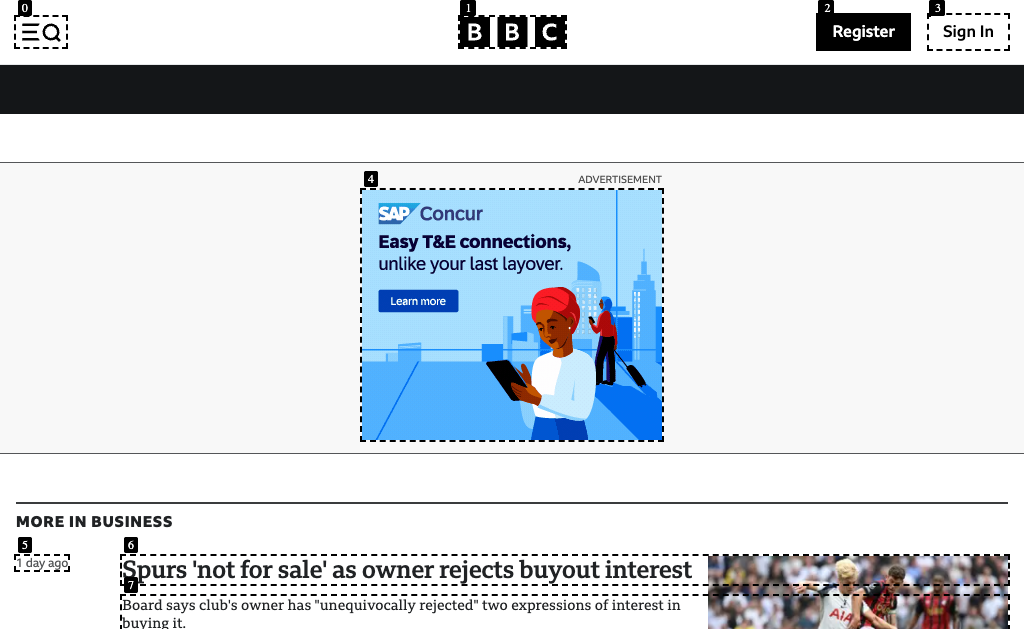 0
1
2
3
BBC
Register
Sign In
4
ADVERTISEMENT
SAP Concur
Easy T&E connections,
unlike your last layover.
Learn more
MORE IN BUSINESS
5
6
1 day ago
Spurs 'not for sale' as owner rejects buyout interest
7
Board says club's owner has "unequivocally rejected" two expressions of interest in
buying it.
AIA